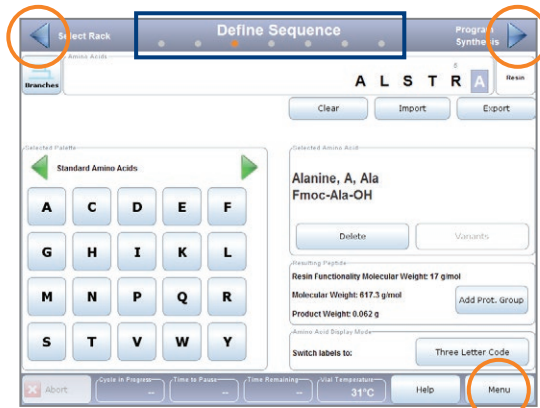 Select Rack
Define Sequence
Program
Synthesis
Branches
Amino Acids
6
A L S T R A
Resin
Clear
Import
Export
Selected Palette
Standard Amino Acids
A C D E F
G H I K L
M N P Q R
S T V W Y
Selected Amino Acid
Alanine, A, Ala
Fmoc-Ala-OH
Delete
Variants
Resulting Peptide
Resin Functionality Molecular Weight: 17 g/mol
Molecular Weight: 617.3 g/mol
Product Weight: 0.062 g
Add Prot. Group
Amino Acid Display Mode
Switch labels to:
Three Letter Code
Abort
Cycle in Progress
--
Time to Pause
--
Time Remaining
--
Vial Temperature
31°C
Help
Menu